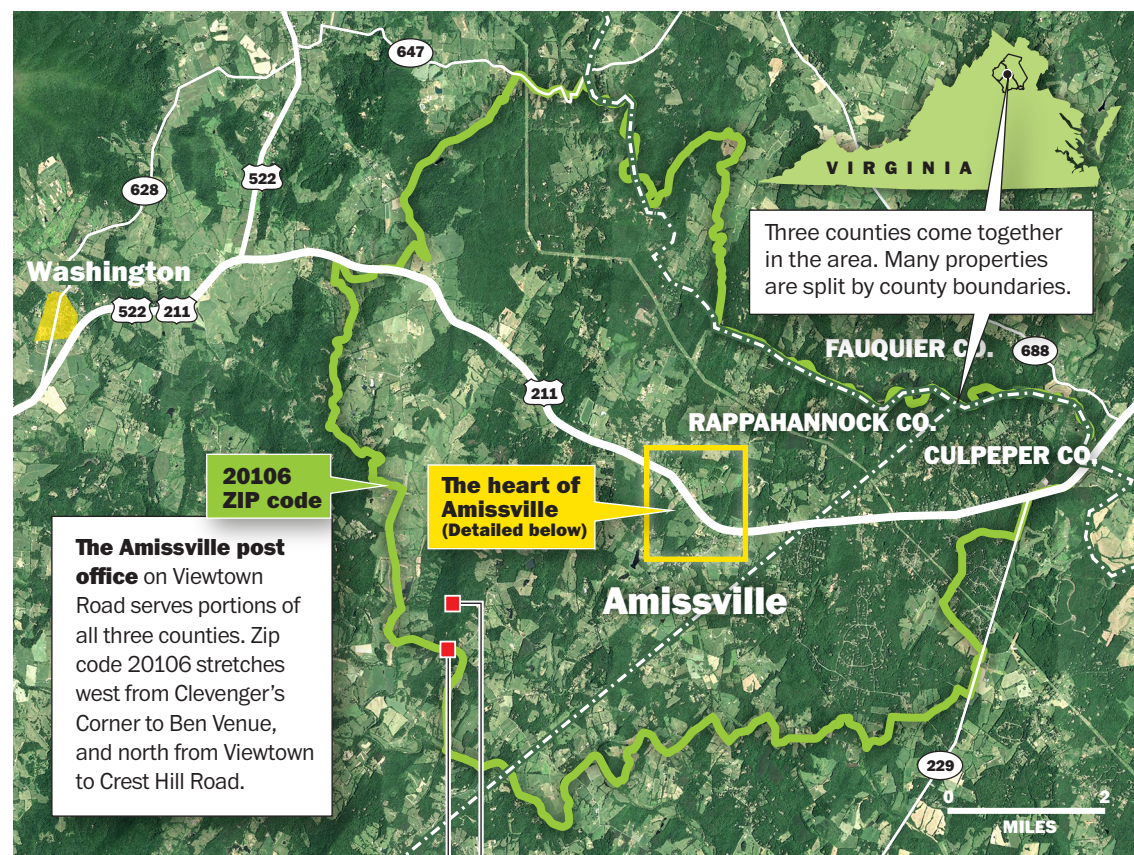 647
VIRGINIA
628
522
Three counties come together
in the area. Many properties
are split by county boundaries.
Washington
522
211
FAUQUIER CO.
688
211
RAPPAHANNOCK CO.
CULPEPER CO.
20106
ZIP code
The heart of
Amissville
(Detailed below)
The Amissville post
office on Viewtown
Road serves portions of
all three counties. Zip
code 20106 stretches
west from Clevenger’s
Corner to Ben Venue,
and north from Viewtown
to Crest Hill Road.
Amissville
229
0 2
MILES